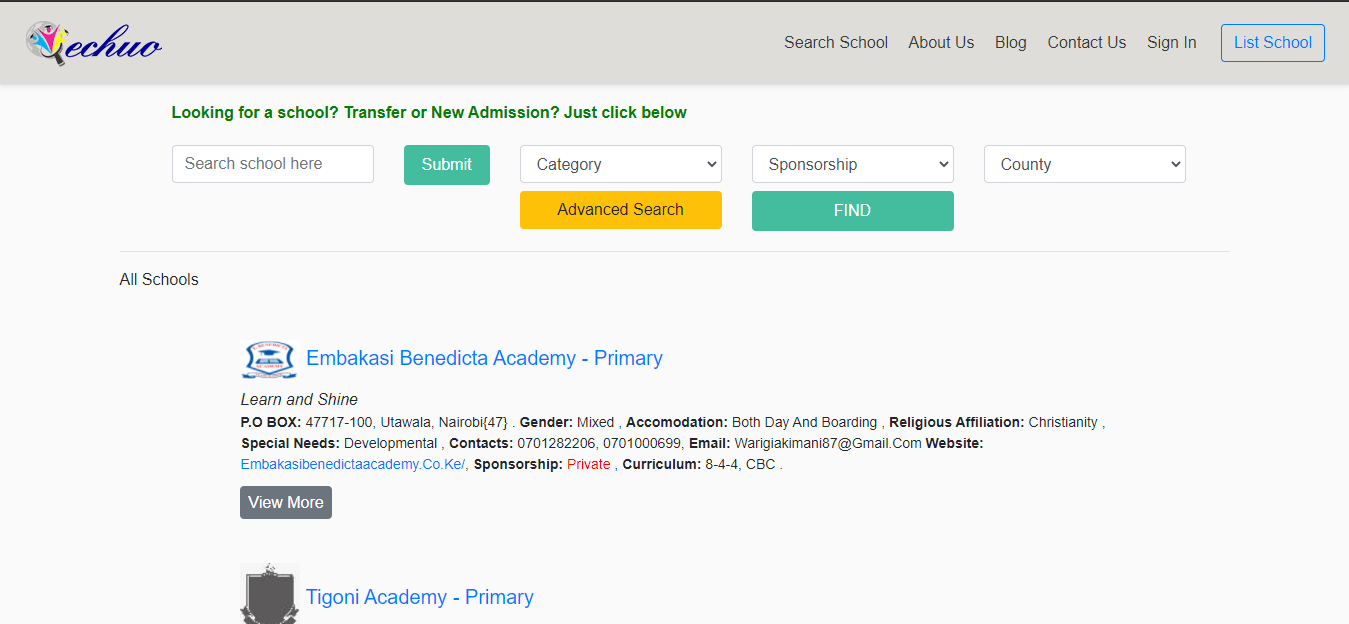 echuo
Search School About Us Blog Contact Us Sign In List School
Looking for a school? Transfer or New Admission? Just click below
Search school here Submit Category Sponsorship County
Advanced Search FIND
All Schools
Embakasi Benedicta Academy - Primary
Learn and Shine
P.O BOX: 47717-100, Utawala, Nairobi{47} . Gender: Mixed , Accomodation: Both Day And Boarding , Religious Affiliation: Christianity ,
Special Needs: Developmental , Contacts: 0701282206, 0701000699, Email: Warigiakimani87@Gmail.Com Website:
Embakasibenedictaacademy.Co.Ke/, Sponsorship: Private , Curriculum: 8-4-4, CBC .
View More
Tigoni Academy - Primary